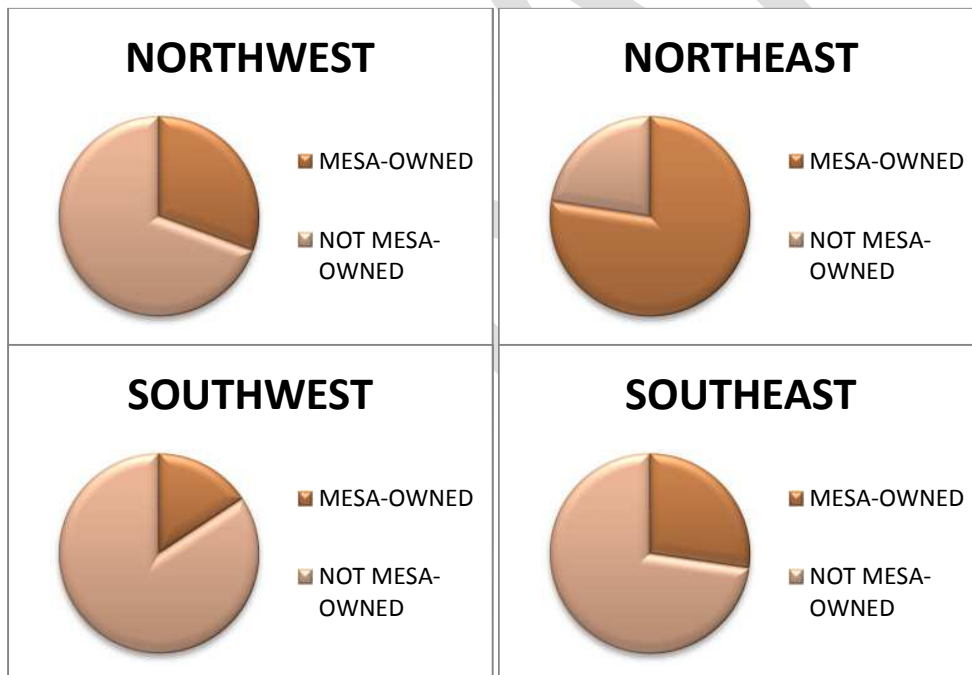 NORTHWEST
MESA-OWNED
NOT MESA-
OWNED
NORTHEAST
MESA-OWNED
NOT MESA-
OWNED
SOUTHWEST
MESA-OWNED
NOT MESA-
OWNED
SOUTHEAST
MESA-OWNED
NOT MESA-
OWNED